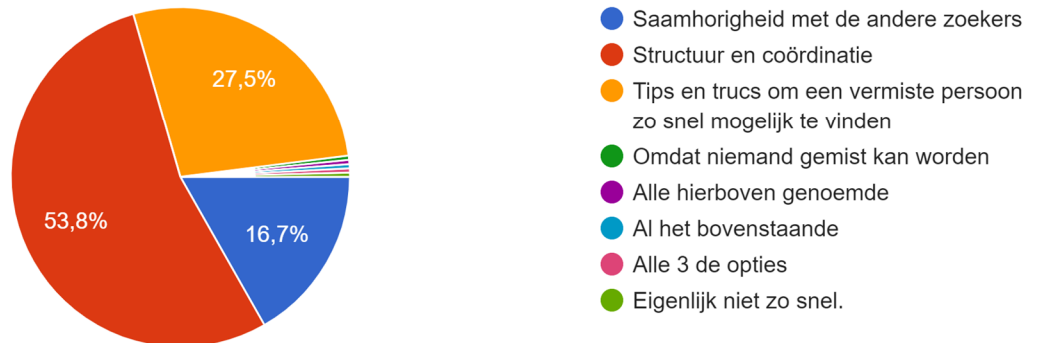 27,5%
53,8%
16,7%
Saamhorigheid met de andere zoekers
Structuur en coördinatie
Tips en trucs om een vermiste persoon
zo snel mogelijk te vinden
Omdat niemand gemist kan worden
Alle hierboven genoemde
Al het bovenstaande
Alle 3 de opties
Eigenlijk niet zo snel.